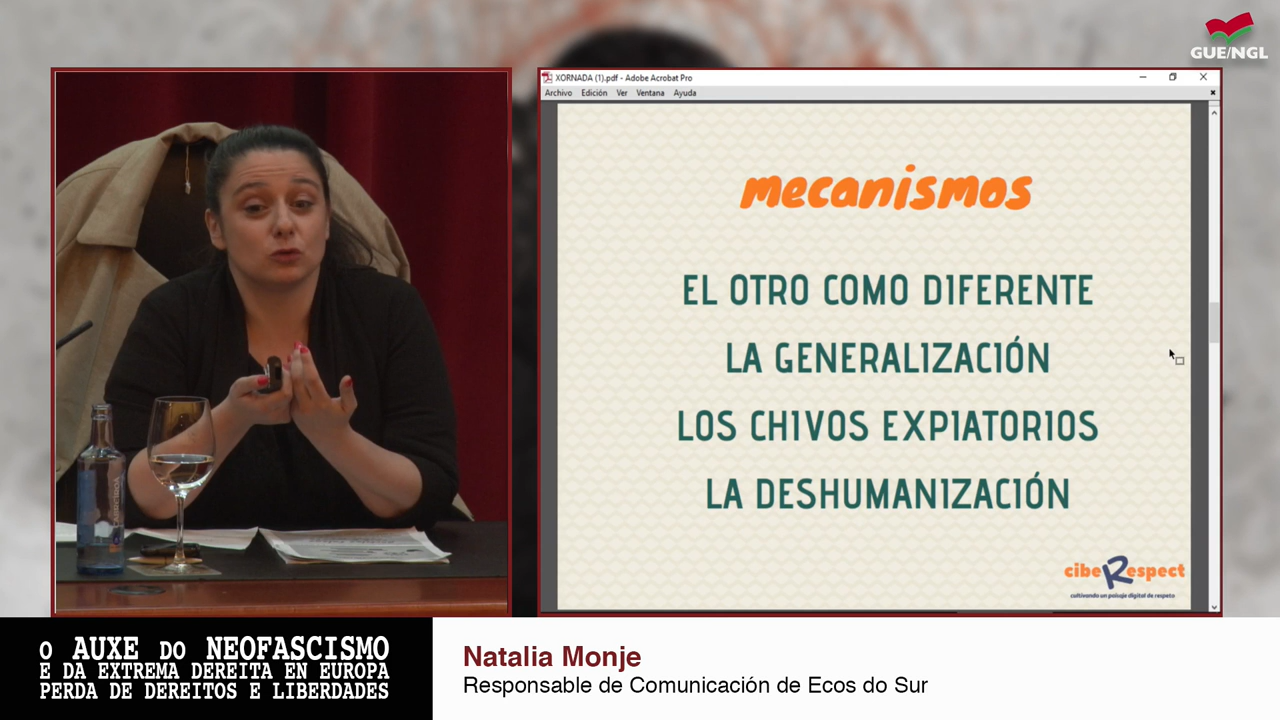 GUE/NGL
XORNADA (1).pdf - Adobe Acrobat Pro
Archivo Edición Ver Ventana Ayuda
mecanismos
EL OTRO COMO DIFERENTE
LA GENERALIZACIÓN
LOS CHIVOS EXPIATORIOS
LA DESHUMANIZACIÓN
cibeRespect
cultivando un paisaje digital de respeto
O AUXE DO NEOFASCISMO
E DA EXTREMA DEREITA EN EUROPA
PERDA DE DEREITOS E LIBERDADES
Natalia Monje
Responsable de Comunicación de Ecos do Sur